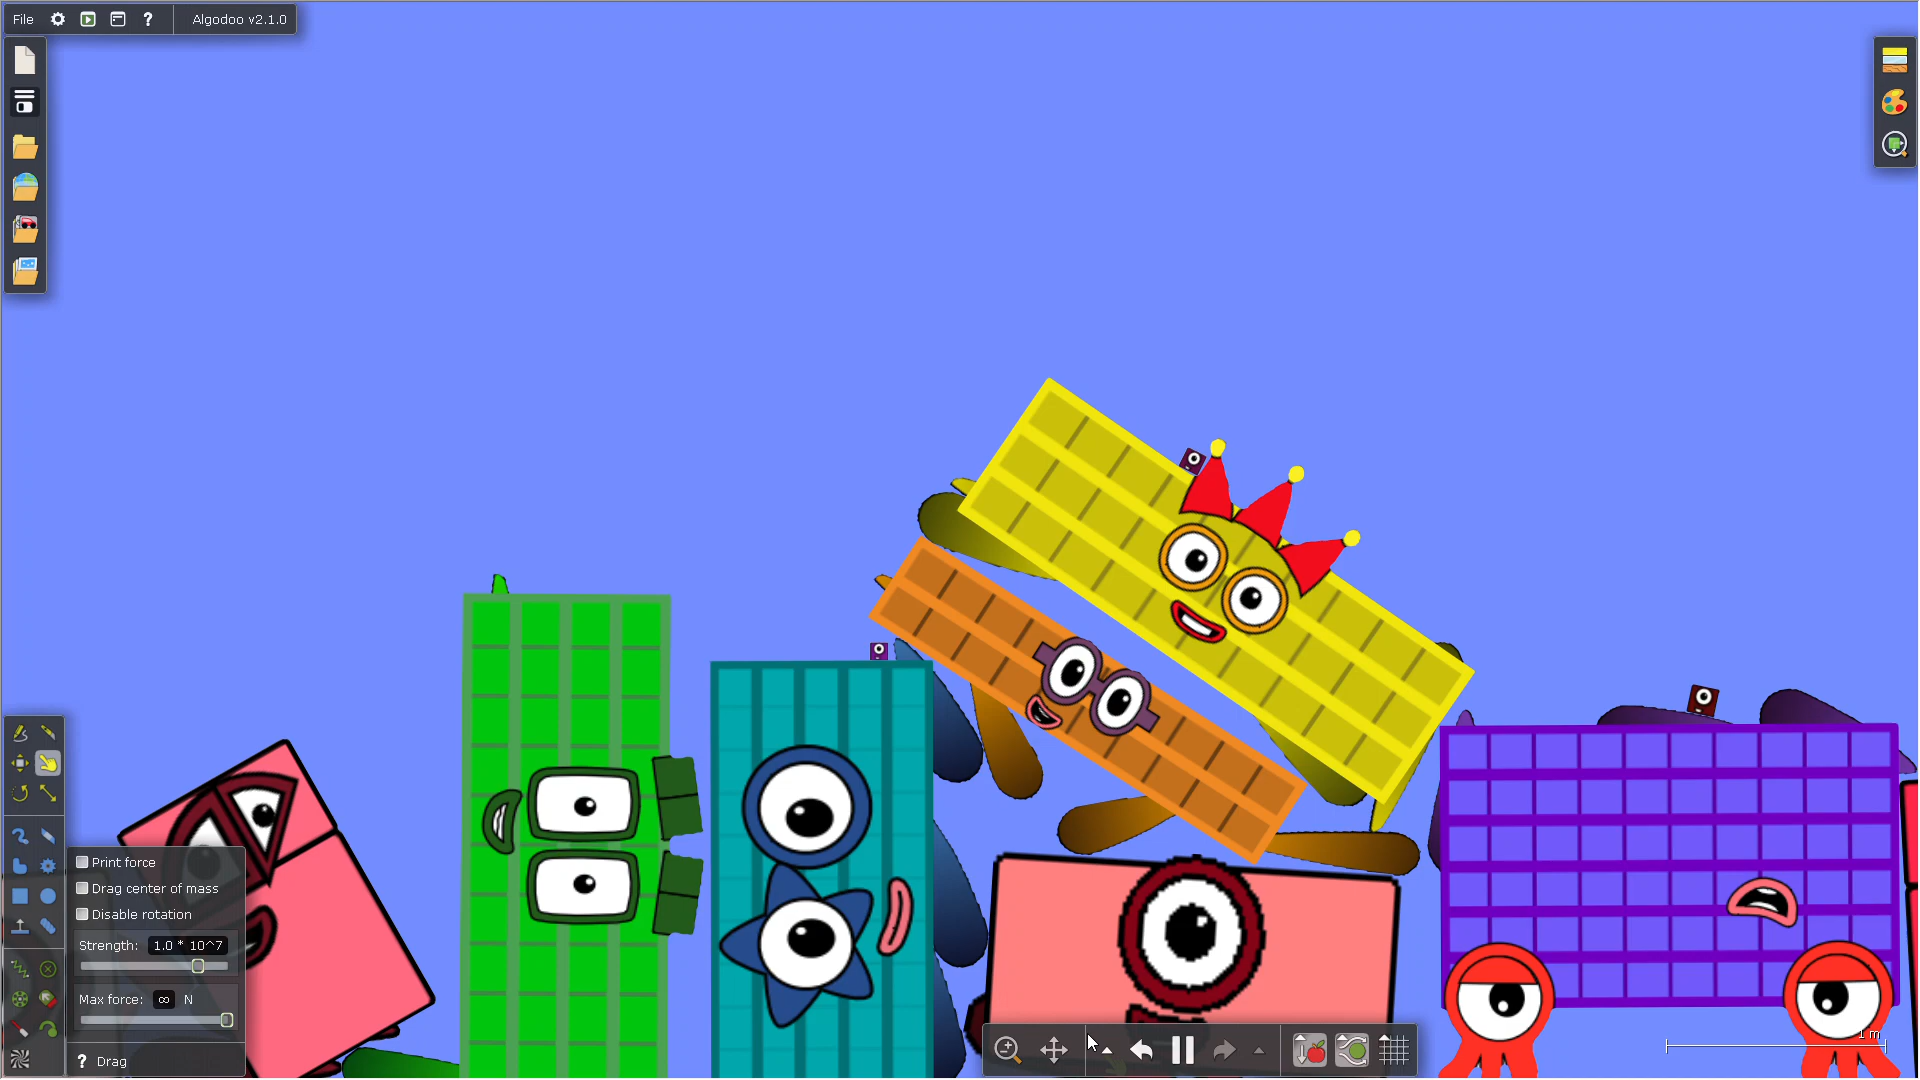 File ? Algodoo v2.1.0
Print force
Drag center of mass
Disable rotation
Strength: 1.0 * 10^7
Max force: ∞ N
? Drag
1 m